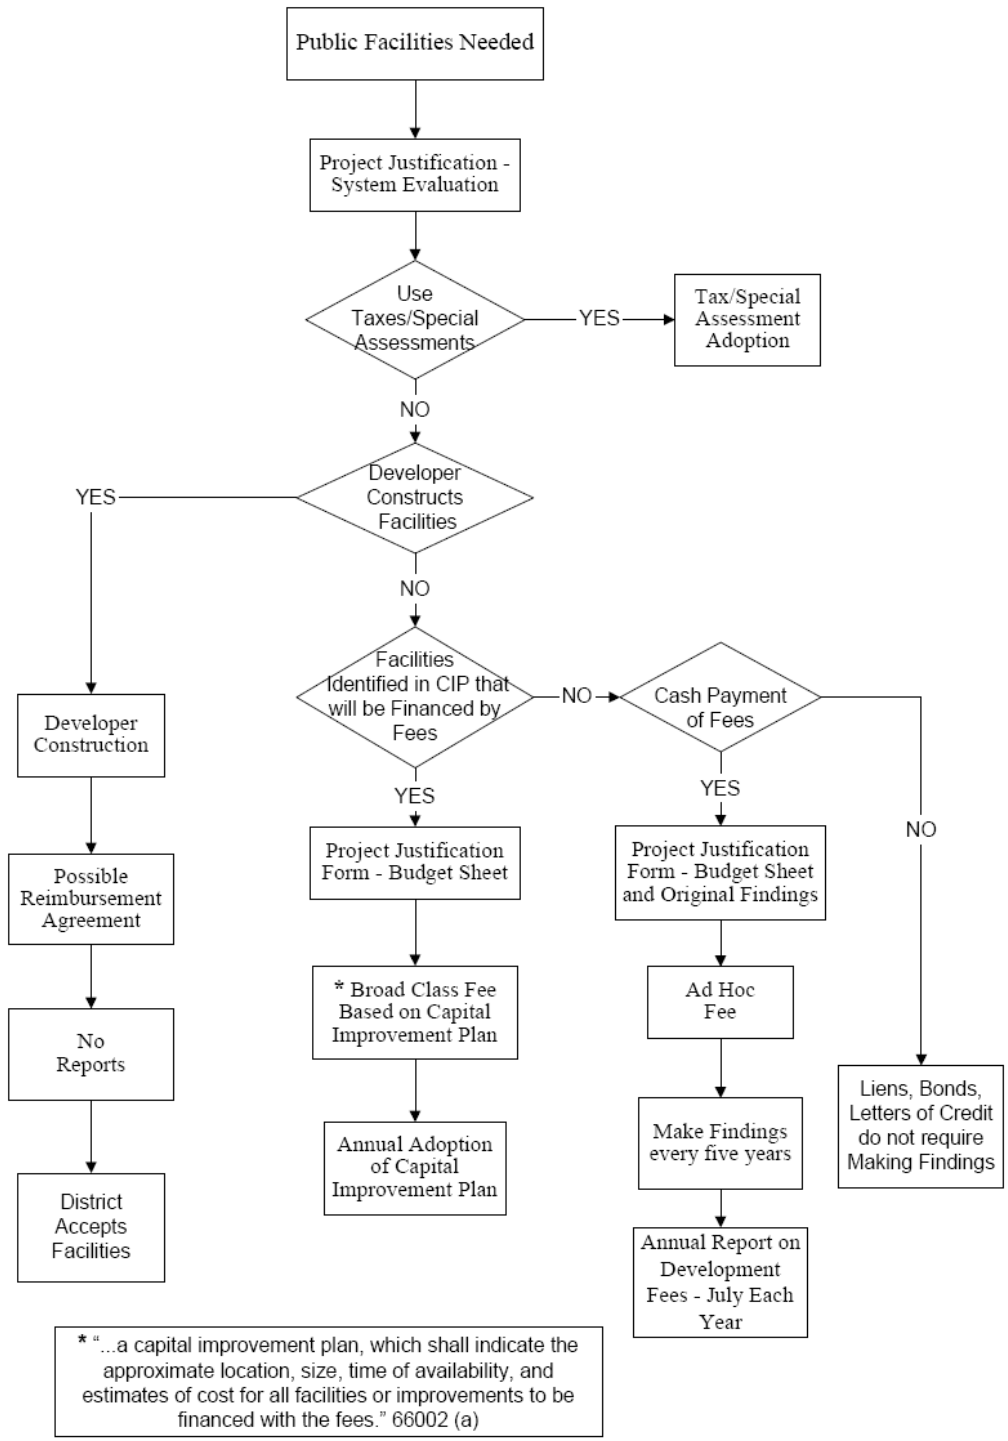 Public Facilities Needed
Project Justification -
System Evaluation
Use
Taxes/Special
Assessments
YES
Tax/Special
Assessment
Adoption
NO
Developer
Constructs
Facilities
YES
NO
Facilities
Identified in CIP that
will be Financed by
Fees
NO
Cash Payment
of Fees
Developer
Construction
YES
YES
NO
Project Justification
Form - Budget Sheet
Project Justification
Form - Budget Sheet
and Original Findings
Possible
Reimbursement
Agreement
* Broad Class Fee
Based on Capital
Improvement Plan
Ad Hoc
Fee
No
Reports
Liens, Bonds,
Letters of Credit
do not require
Making Findings
Annual Adoption
of Capital
Improvement Plan
Make Findings
every five years
District
Accepts
Facilities
Annual Report on
Development
Fees - July Each
Year
* “...a capital improvement plan, which shall indicate the
approximate location, size, time of availability, and
estimates of cost for all facilities or improvements to be
financed with the fees.” 66002 (a)